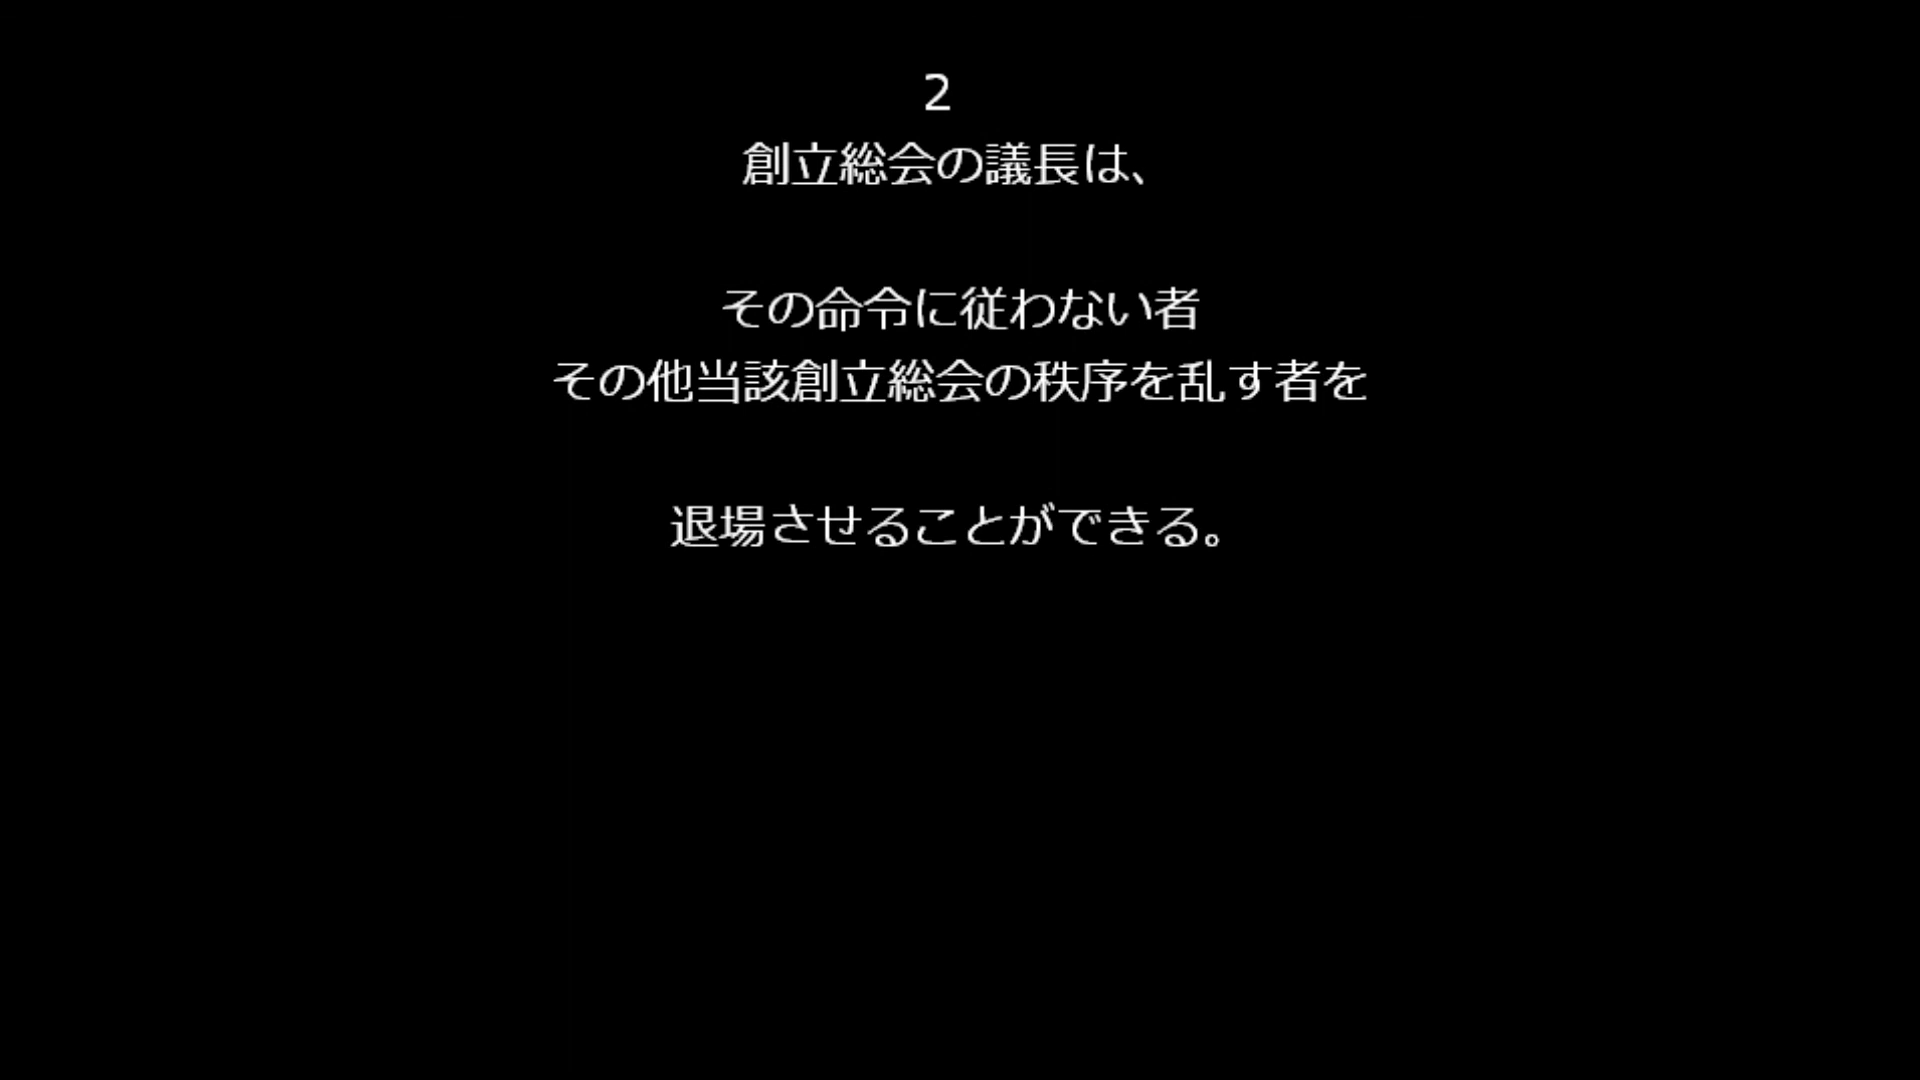 2
創立総会の議長は、
その命令に従わない者
その他当該創立総会の秩序を乱す者を
退場させることができる。